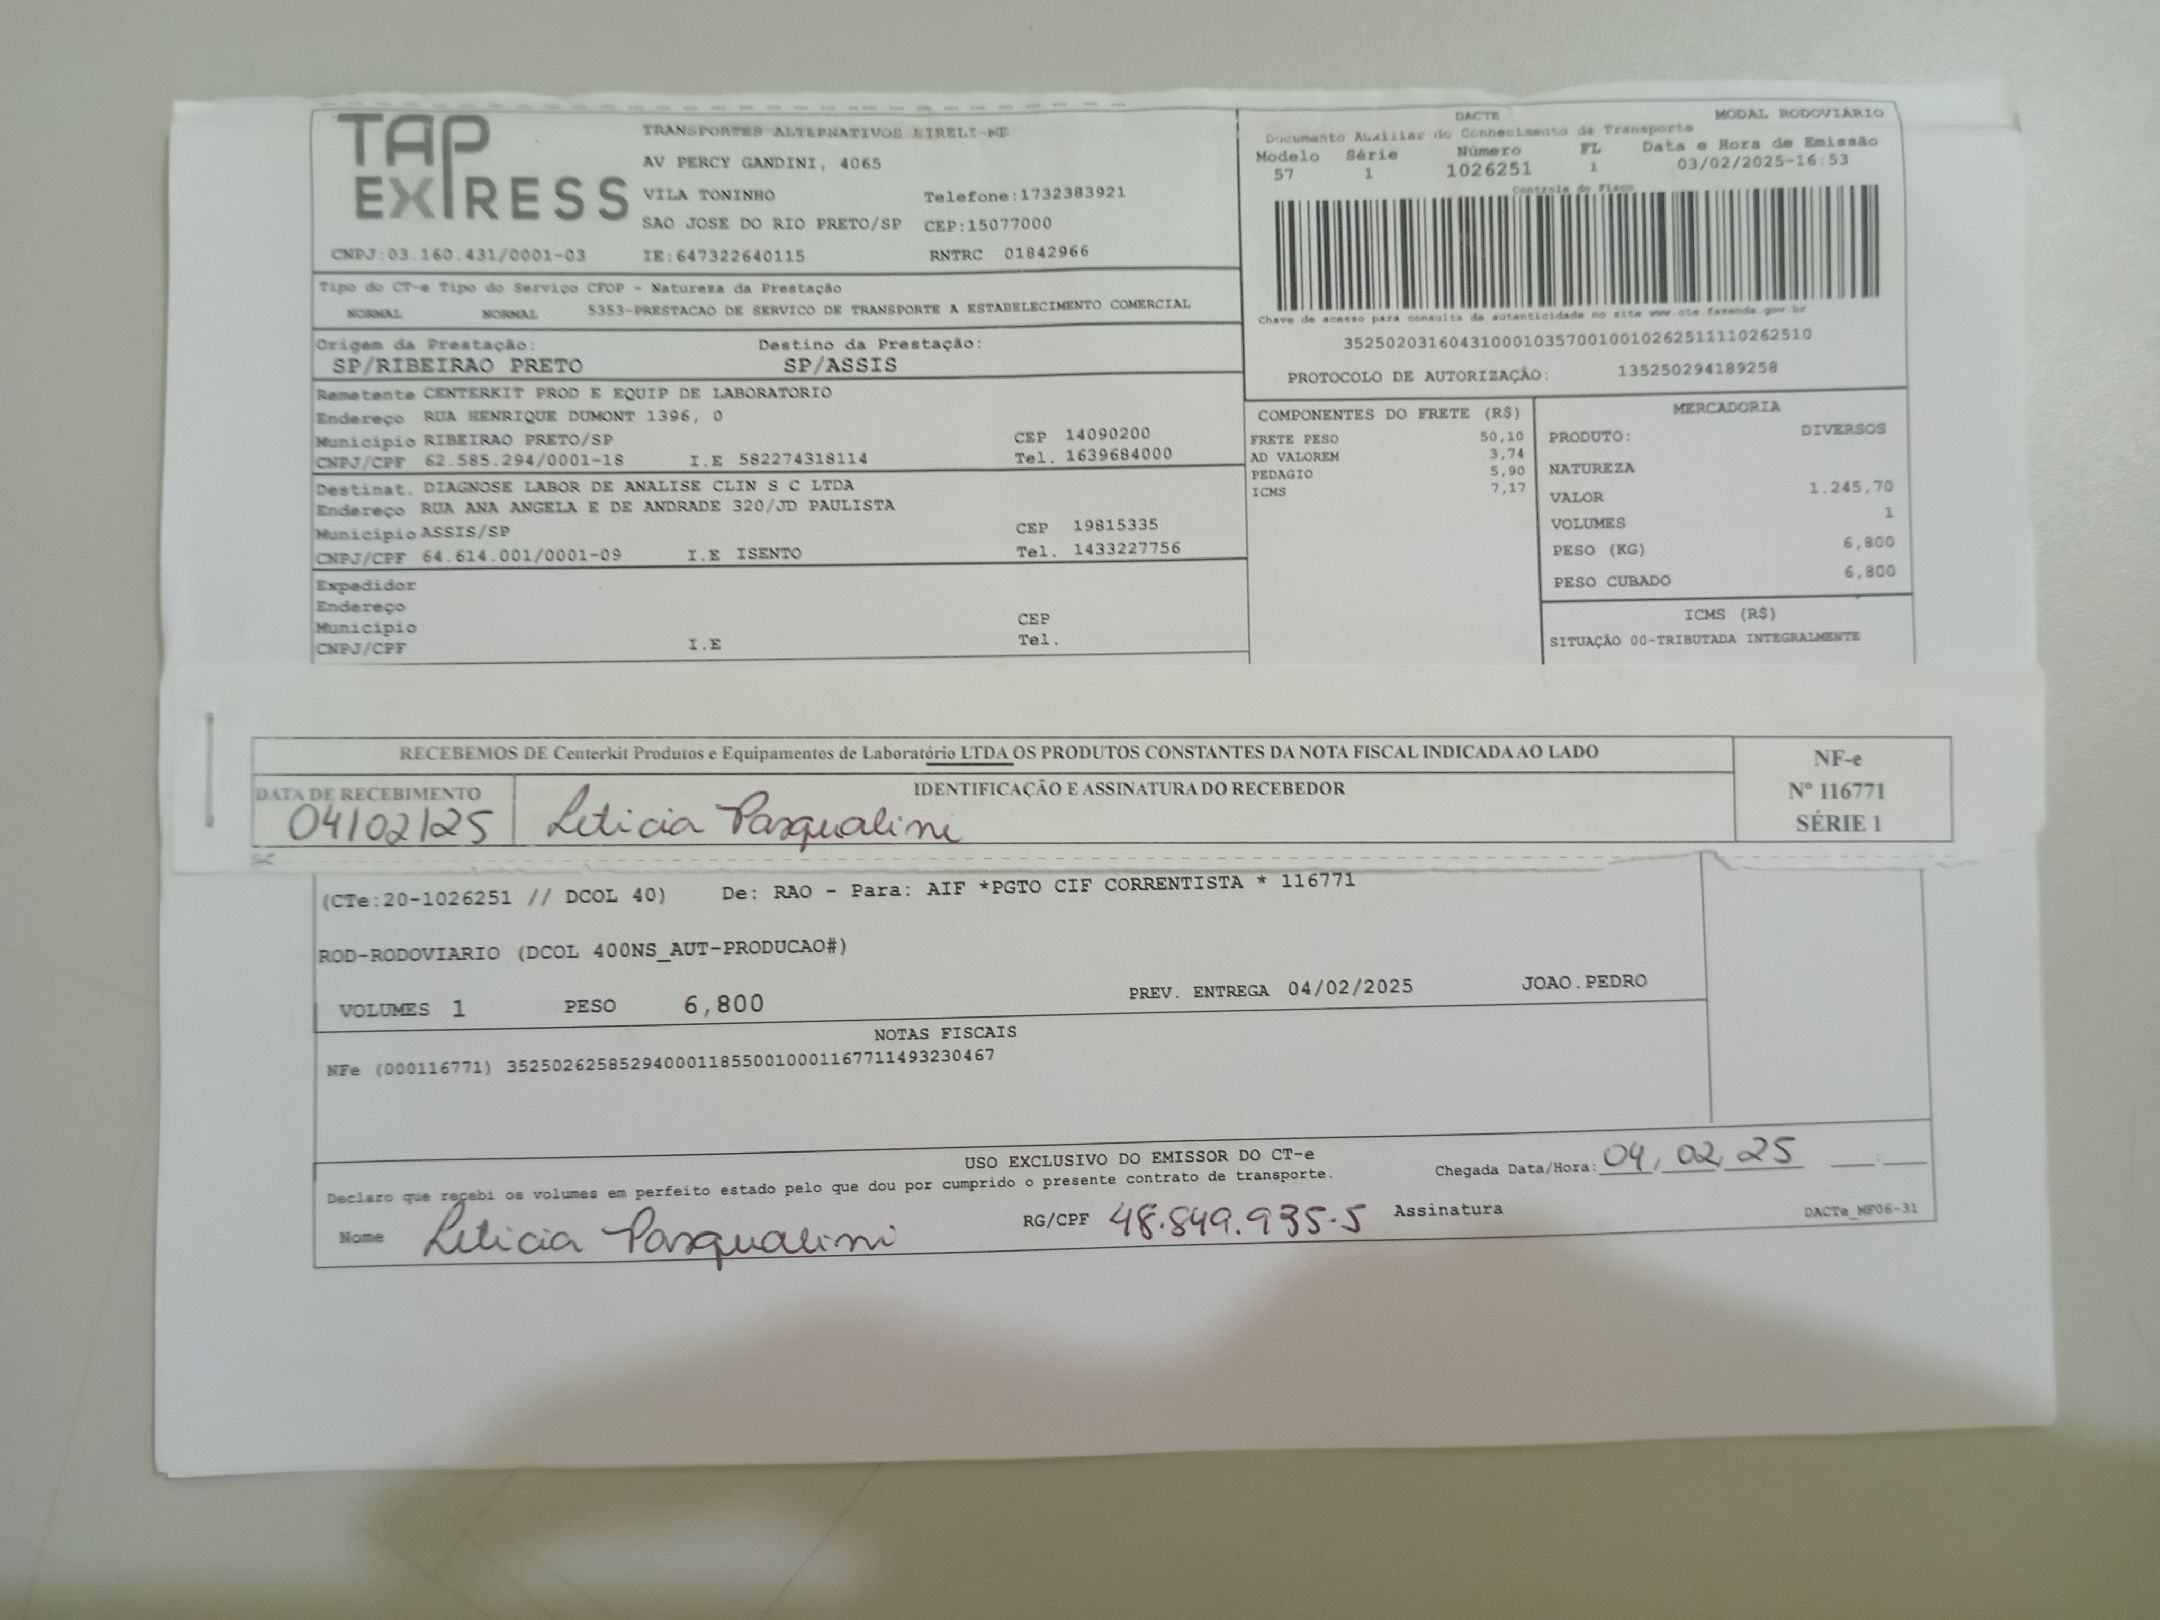 TAP EXPRESS
TRANSPORTES ALTERNATIVOS EIRELI-ME
AV PERCY GANDINI, 4065
VILA TONINHO Telefone:1732383921
SAO JOSE DO RIO PRETO/SP CEP:15077000
CNPJ:03.160.431/0001-03 IE:647322640115 RNTRC 01842966
DACTE MODAL RODOVIÁRIO
Documento Auxiliar do Conhecimento de Transporte
Modelo Série Número FL Data e Hora de Emissão
57 1 1026251 1 03/02/2025-16:53
Controle do Fisco
Chave de acesso para consulta de autenticidade no site www.cte.fazenda.gov.br
35250203160431000103570010010262511110262510
PROTOCOLO DE AUTORIZAÇÃO: 135250294189258
Tipo do CT-e Tipo do Serviço CFOP - Natureza da Prestação
NORMAL NORMAL 5353-PRESTACAO DE SERVICO DE TRANSPORTE A ESTABELECIMENTO COMERCIAL
Origem da Prestação: Destino da Prestação:
SP/RIBEIRAO PRETO SP/ASSIS
Remetente CENTERKIT PROD E EQUIP DE LABORATORIO
Endereço RUA HENRIQUE DUMONT 1396, 0
Município RIBEIRAO PRETO/SP CEP 14090200
CNPJ/CPF 62.585.294/0001-18 I.E 582274318114 Tel. 1639684000
Destinat. DIAGNOSE LABOR DE ANALISE CLIN S C LTDA
Endereço RUA ANA ANGELA E DE ANDRADE 320/JD PAULISTA
Município ASSIS/SP CEP 19815335
CNPJ/CPF 64.614.001/0001-09 I.E ISENTO Tel. 1433227756
Expedidor
Endereço
Município CEP
CNPJ/CPF I.E Tel.
COMPONENTES DO FRETE (R$)
FRETE PESO 50,10
AD VALOREM 3,74
PEDAGIO 5,90
ICMS 7,17
MERCADORIA
PRODUTO: DIVERSOS
NATUREZA
VALOR 1.245,70
VOLUMES 1
PESO (KG) 6,800
PESO CUBADO 6,800
ICMS (R$)
SITUAÇÃO 00-TRIBUTADA INTEGRALMENTE
RECEBEMOS DE Centerkit Produtos e Equipamentos de Laboratório LTDA OS PRODUTOS CONSTANTES DA NOTA FISCAL INDICADA AO LADO
DATA DE RECEBIMENTO IDENTIFICAÇÃO E ASSINATURA DO RECEBEDOR
04/02/25 Leticia Pasqualini
NF-e
Nº 116771
SÉRIE 1
(CTe:20-1026251 // DCOL 40) De: RAO - Para: AIF *PGTO CIF CORRENTISTA * 116771
ROD-RODOVIARIO (DCOL 400NS_AUT-PRODUCAO#)
VOLUMES 1 PESO 6,800 PREV. ENTREGA 04/02/2025 JOAO.PEDRO
NOTAS FISCAIS
NFe (000116771) 35250262585294000118550010001167711493230467
USO EXCLUSIVO DO EMISSOR DO CT-e
Declaro que recebi os volumes em perfeito estado pelo que dou por cumprido o presente contrato de transporte.
Chegada Data/Hora: 04, 02, 25 ___:___
Nome Leticia Pasqualini RG/CPF 48.849.935-5 Assinatura
DACTe_MF06-31